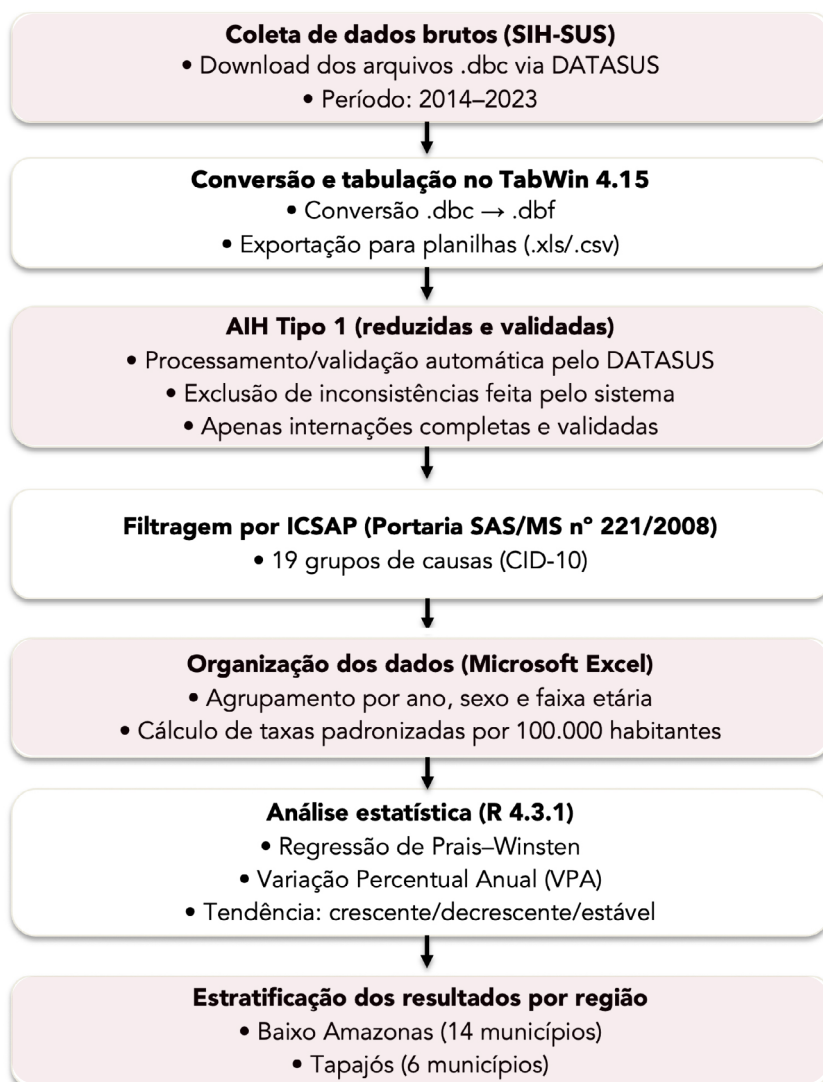 Coleta de dados brutos (SIH-SUS)
• Download dos arquivos .dbc via DATASUS
• Período: 2014–2023
Conversão e tabulação no TabWin 4.15
• Conversão .dbc → .dbf
• Exportação para planilhas (.xls/.csv)
AIH Tipo 1 (reduzidas e validadas)
• Processamento/validação automática pelo DATASUS
• Exclusão de inconsistências feita pelo sistema
• Apenas internações completas e validadas
Filtragem por ICSAP (Portaria SAS/MS nº 221/2008)
• 19 grupos de causas (CID-10)
Organização dos dados (Microsoft Excel)
• Agrupamento por ano, sexo e faixa etária
• Cálculo de taxas padronizadas por 100.000 habitantes
Análise estatística (R 4.3.1)
• Regressão de Prais–Winsten
• Variação Percentual Anual (VPA)
• Tendência: crescente/decrescente/estável
Estratificação dos resultados por região
• Baixo Amazonas (14 municípios)
• Tapajós (6 municípios)